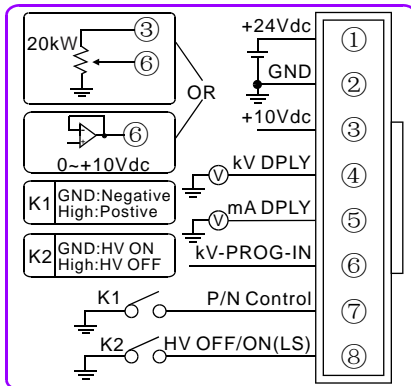 20kW
③
⑥
OR
⑥
0~+10Vdc
K1
GND:Negative
High:Postive
K2
GND:HV ON
High:HV OFF
+24Vdc
①
GND
②
+10Vdc
③
V
kV DPLY
④
V
mA DPLY
⑤
kV-PROG-IN
⑥
K1
P/N Control
⑦
K2
HV OFF/ON(LS)
⑧